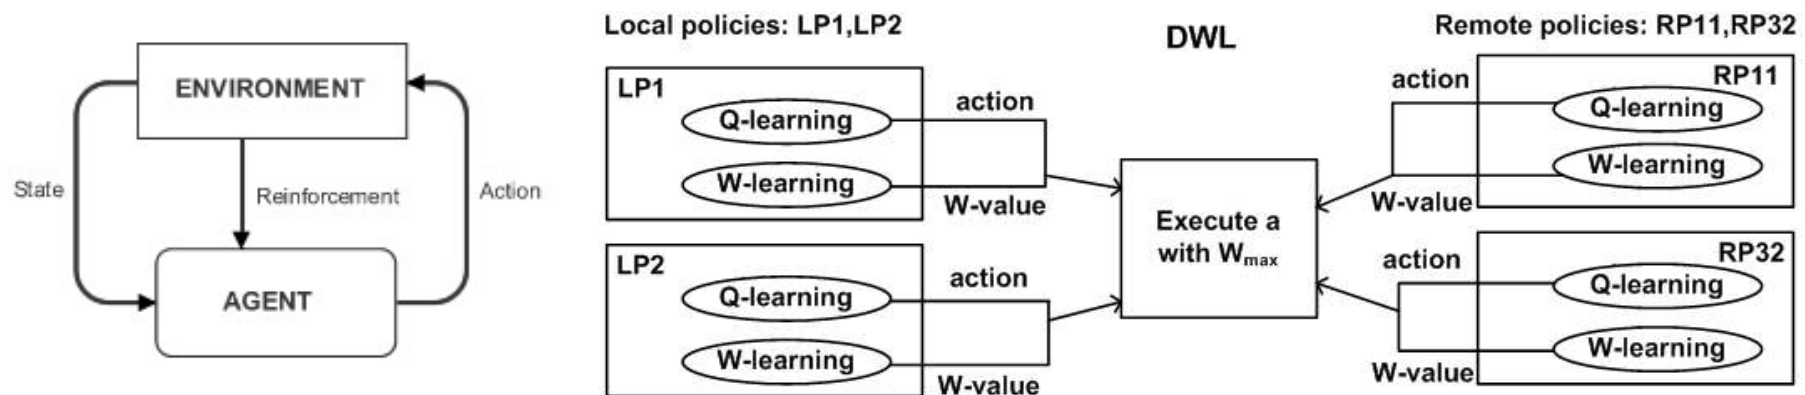 ENVIRONMENT
State
Reinforcement
Action
AGENT
Local policies: LP1,LP2
DWL
Remote policies: RP11,RP32
LP1
Q-learning
W-learning
action
W-value
LP2
Q-learning
W-learning
action
W-value
Execute a
with Wmax
action
W-value
RP11
Q-learning
W-learning
action
W-value
RP32
Q-learning
W-learning